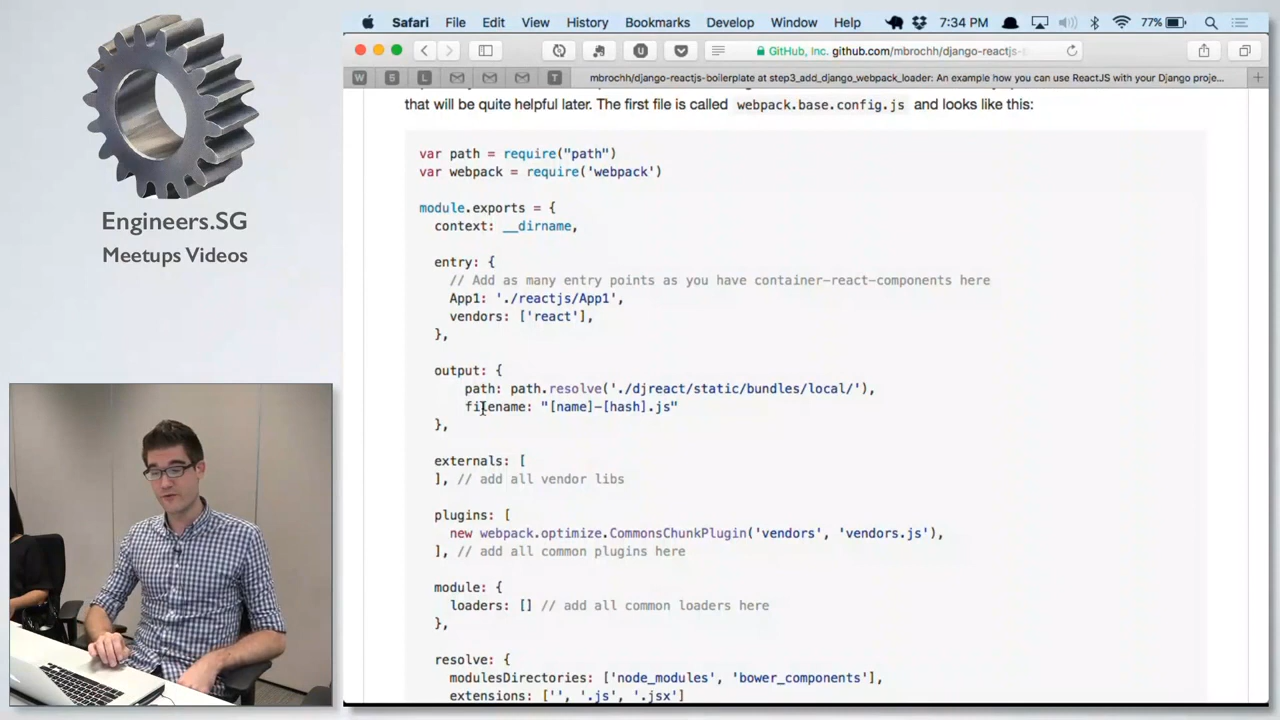 Safari File Edit View History Bookmarks Develop Window Help 7:34 PM 77%
GitHub, Inc. github.com/mbrochh/django-reactjs-
W 5 L T mbrochh/django-reactjs-boilerplate at step3_add_django_webpack_loader: An example how you can use ReactJS with your Django proje...
that will be quite helpful later. The first file is called webpack.base.config.js and looks like this:
var path = require("path")
var webpack = require('webpack')
module.exports = {
context: __dirname,
entry: {
// Add as many entry points as you have container-react-components here
App1: './reactjs/App1',
vendors: ['react'],
},
output: {
path: path.resolve('./djreact/static/bundles/local/'),
filename: "[name]-[hash].js"
},
externals: [
], // add all vendor libs
plugins: [
new webpack.optimize.CommonsChunkPlugin('vendors', 'vendors.js'),
], // add all common plugins here
module: {
loaders: [] // add all common loaders here
},
resolve: {
modulesDirectories: ['node_modules', 'bower_components'],
extensions: ['', '.js', '.jsx']
Engineers.SG
Meetups Videos